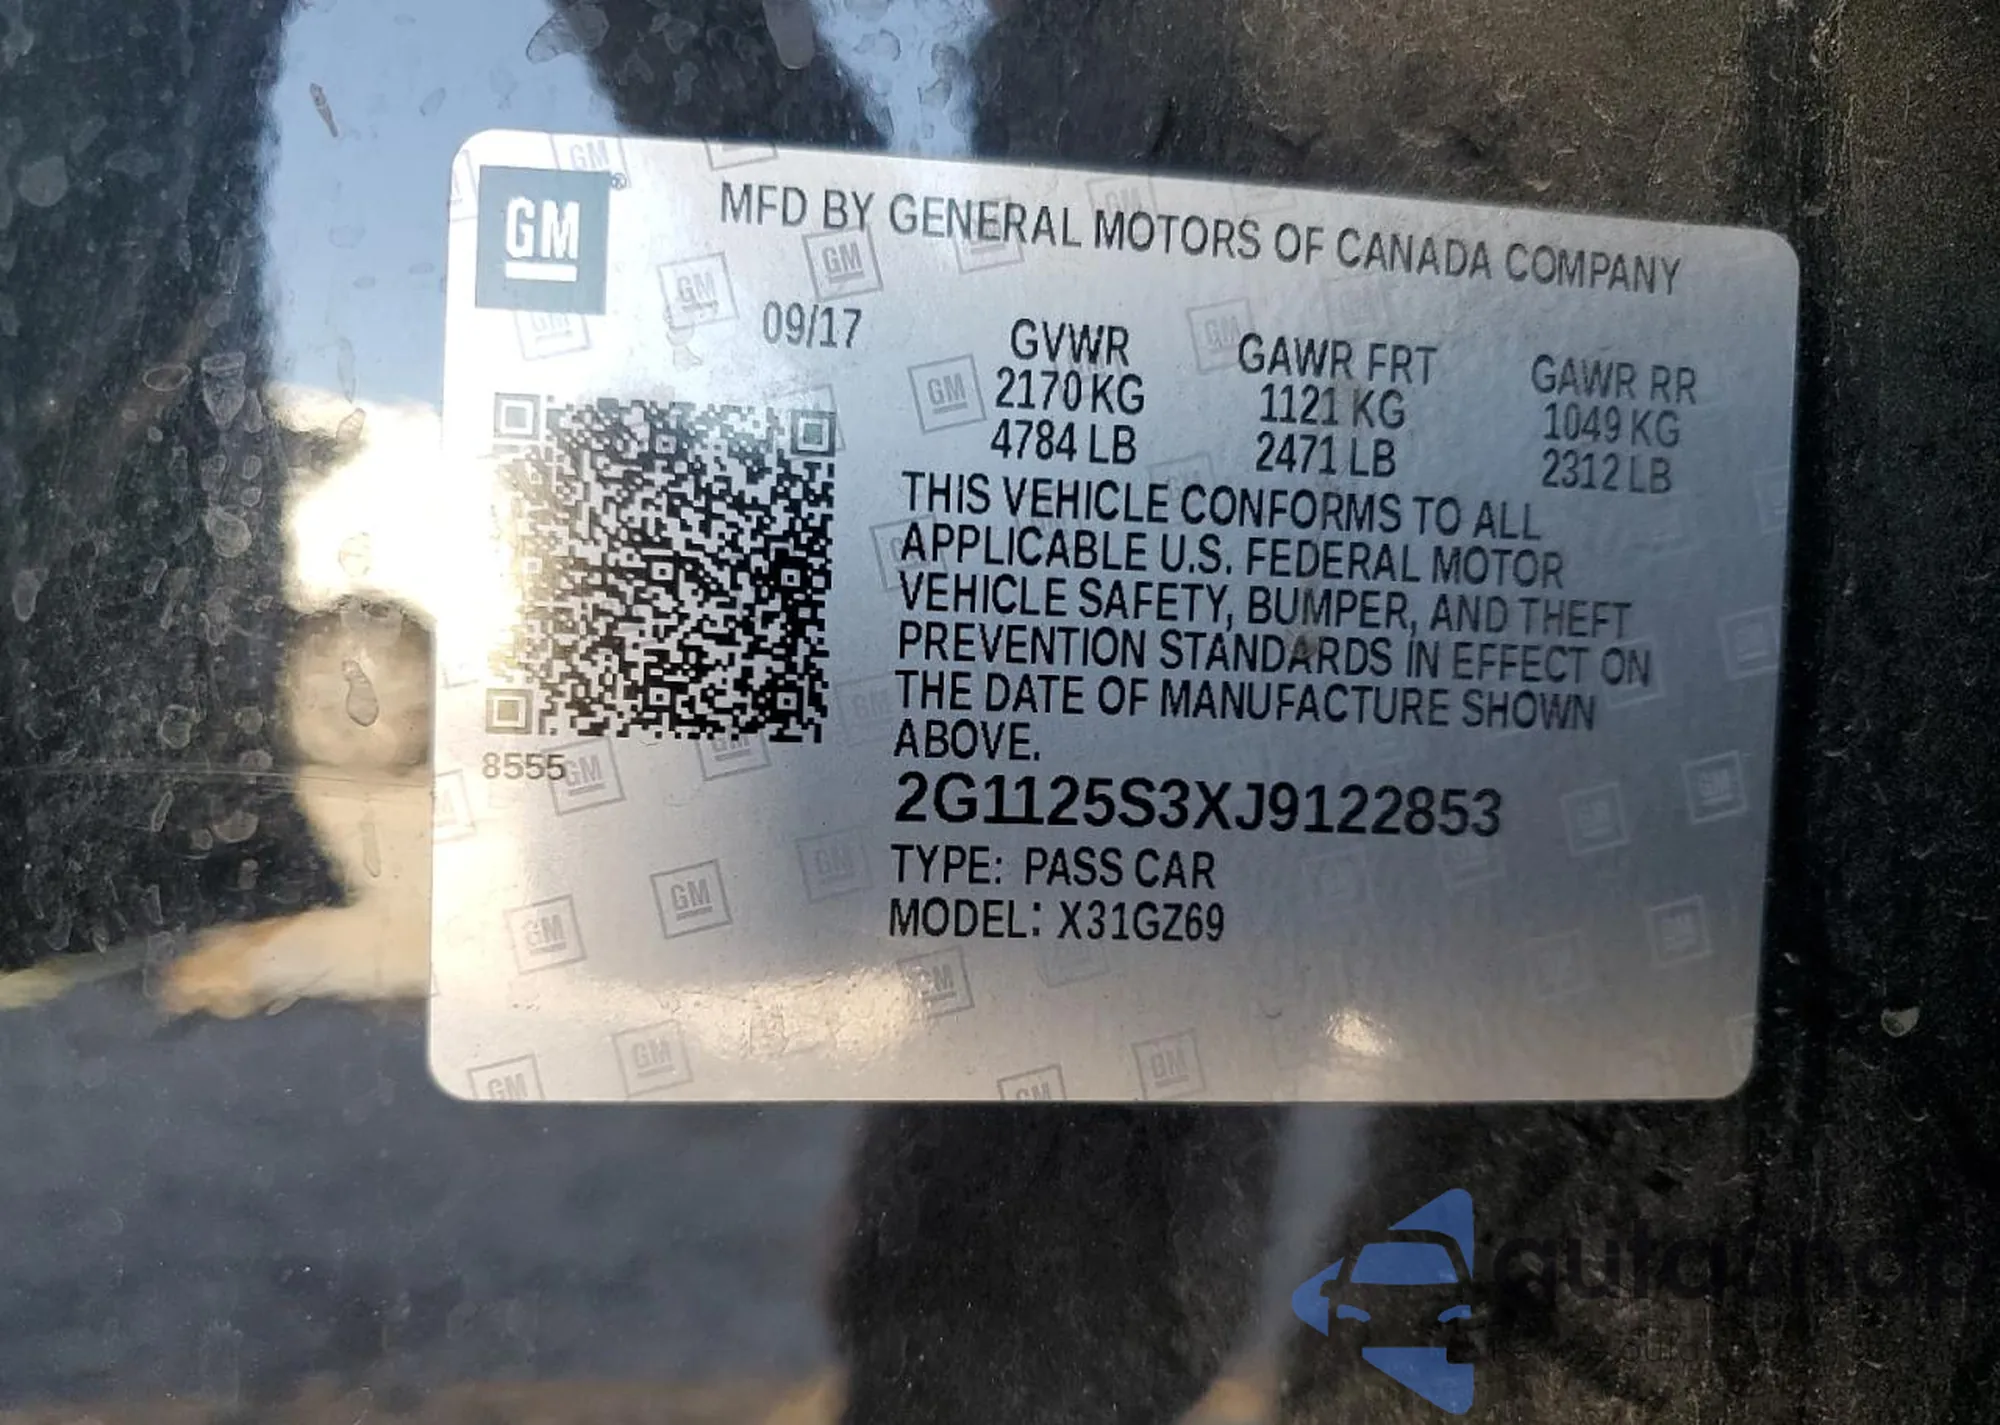 GM
MFD BY GENERAL MOTORS OF CANADA COMPANY
09/17
GVWR
2170 KG
4784 LB
GAWR FRT
1121 KG
2471 LB
GAWR RR
1049 KG
2312 LB
THIS VEHICLE CONFORMS TO ALL
APPLICABLE U.S. FEDERAL MOTOR
VEHICLE SAFETY, BUMPER, AND THEFT
PREVENTION STANDARDS IN EFFECT ON
THE DATE OF MANUFACTURE SHOWN
ABOVE.
8555
2G1125S3XJ9122853
TYPE: PASS CAR
MODEL: X31GZ69